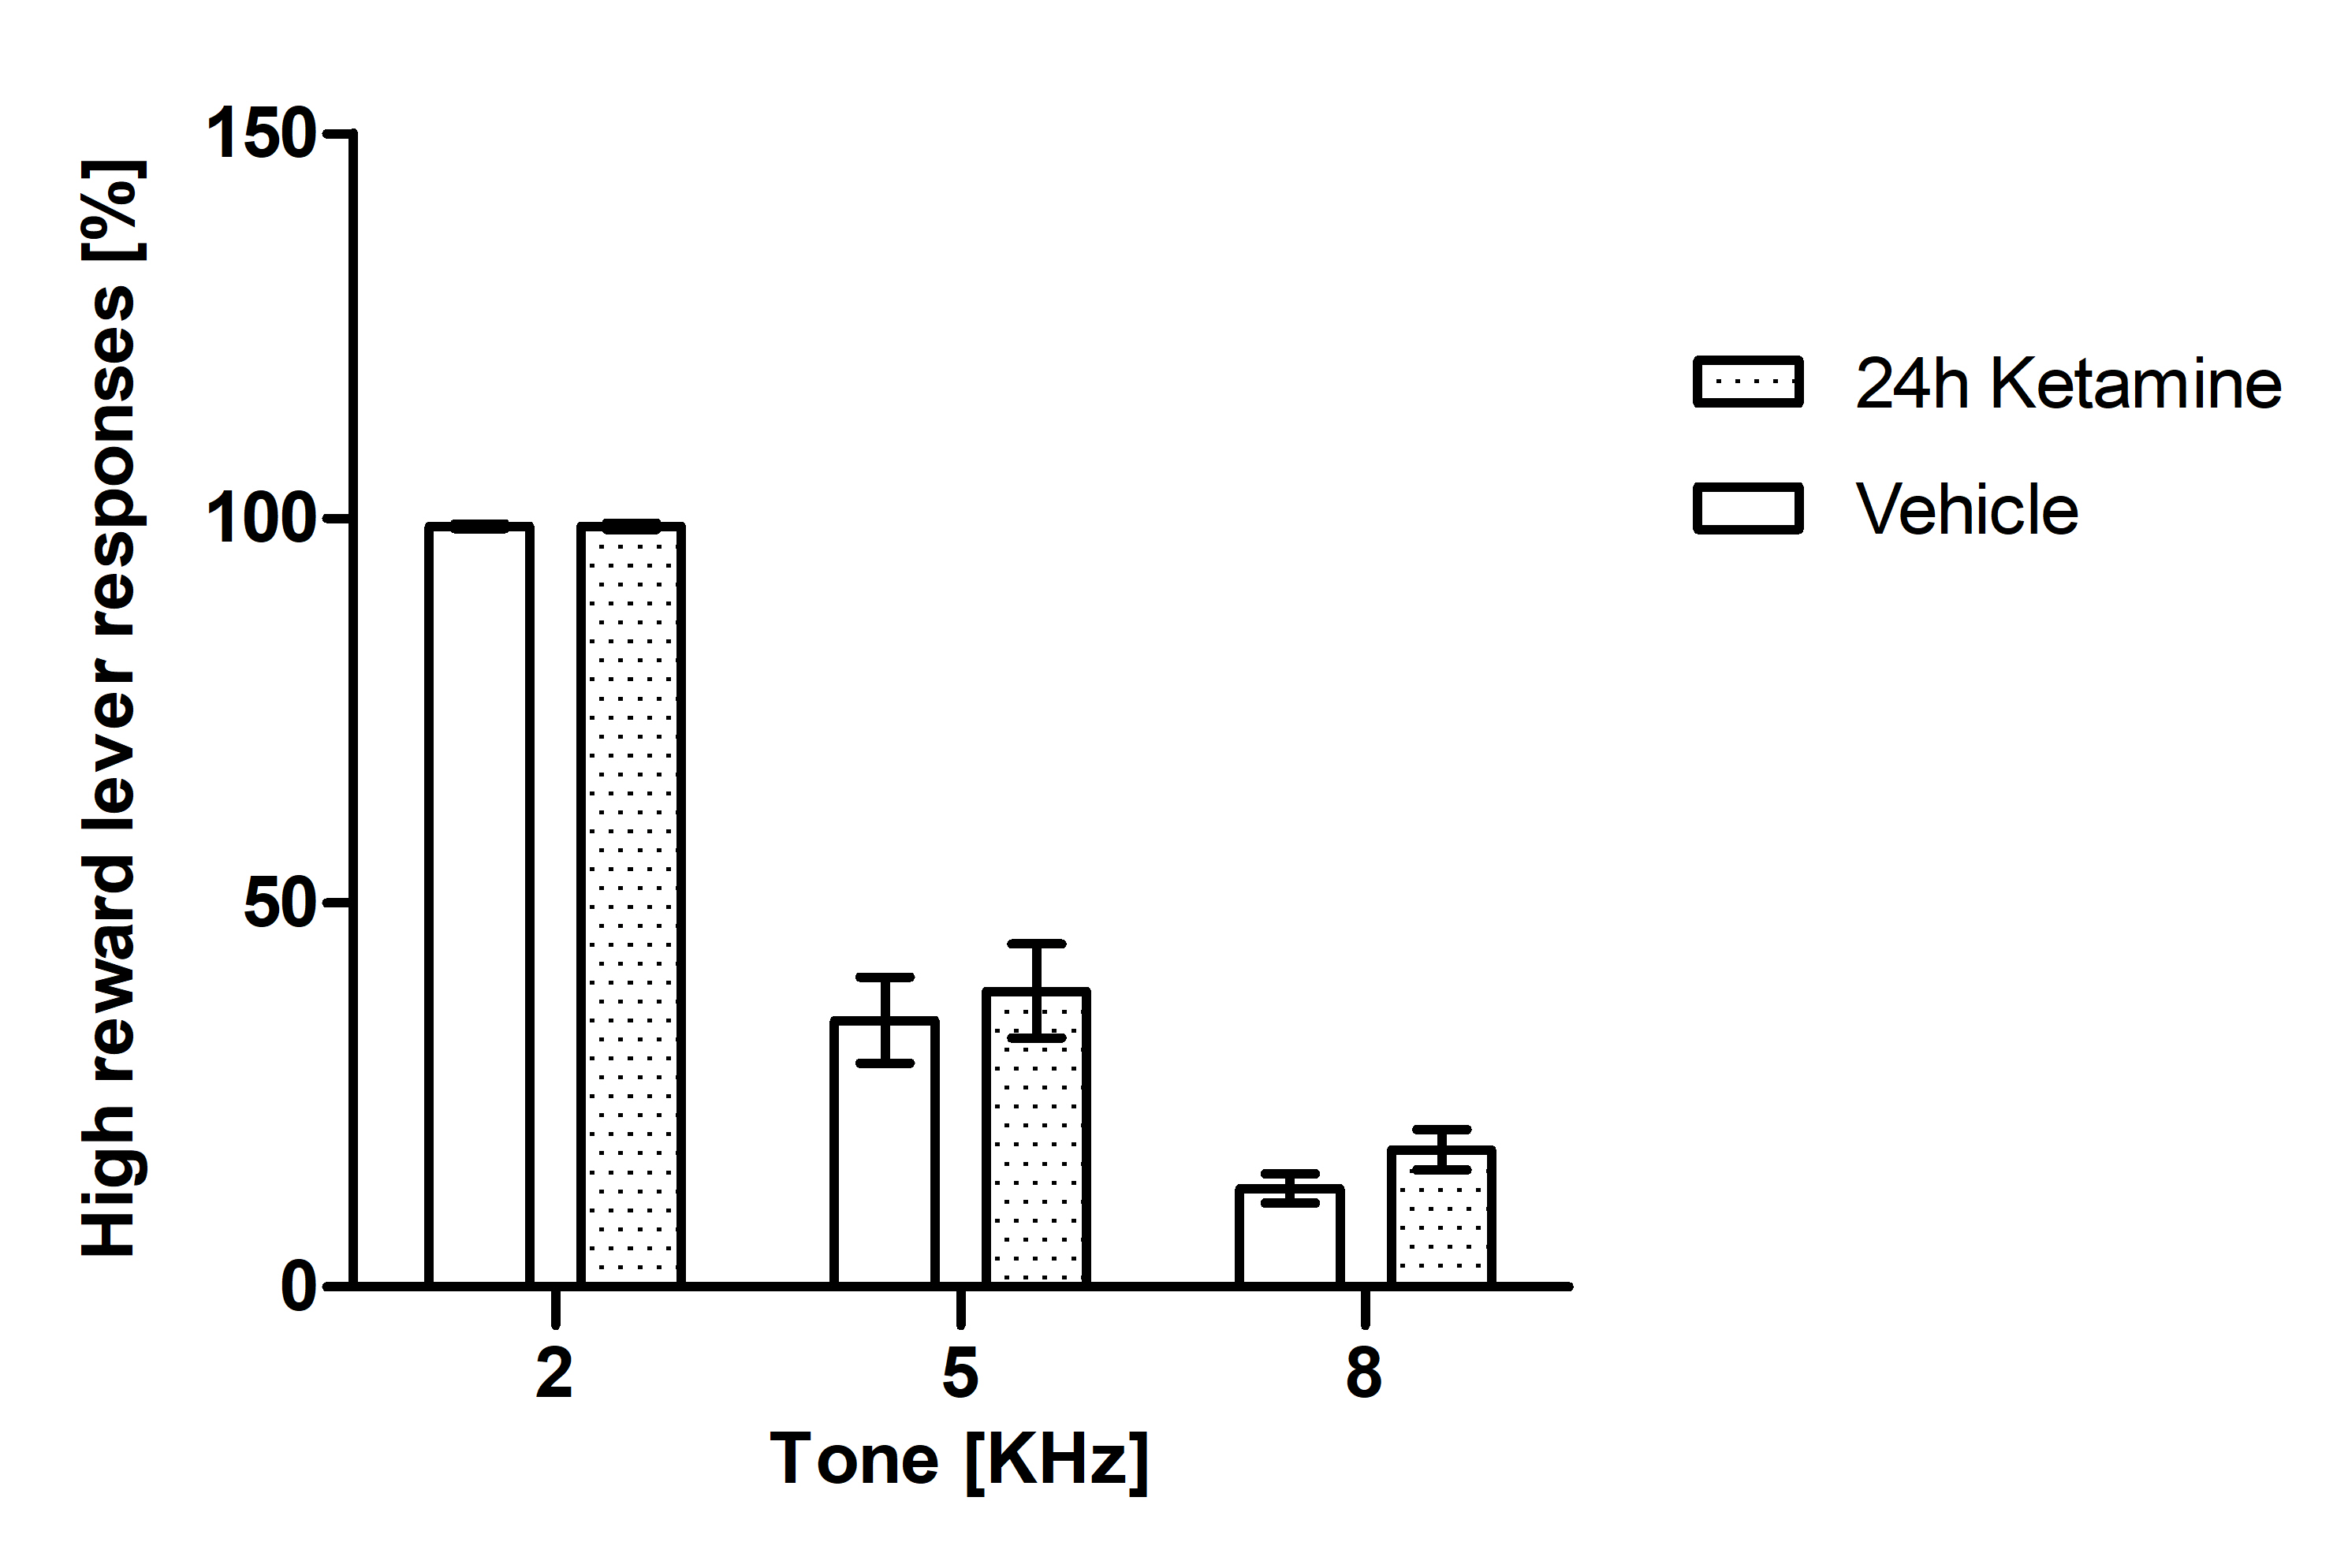 High reward lever responses [%]
150
100
50
0
2
5
8
Tone [KHz]
24h Ketamine
Vehicle